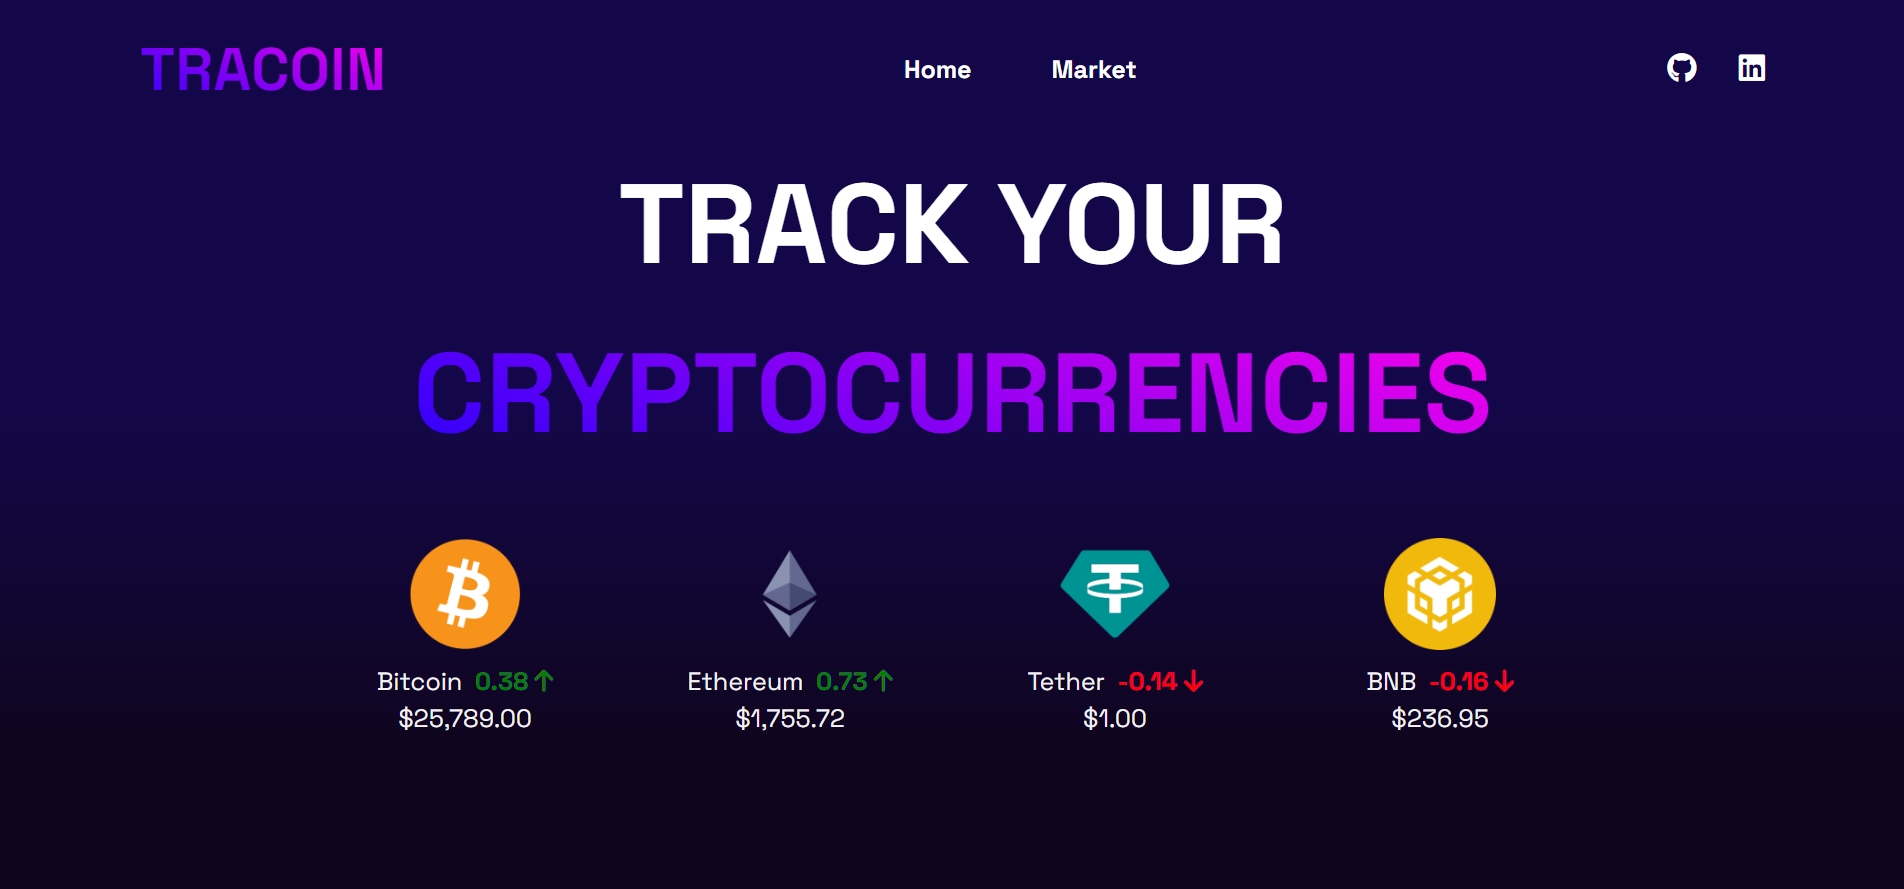 TRACOIN
Home
Market
TRACK YOUR
CRYPTOCURRENCIES
Bitcoin 0.38
$25,789.00
Ethereum 0.73
$1,755.72
Tether -0.14
$1.00
BNB -0.16
$236.95